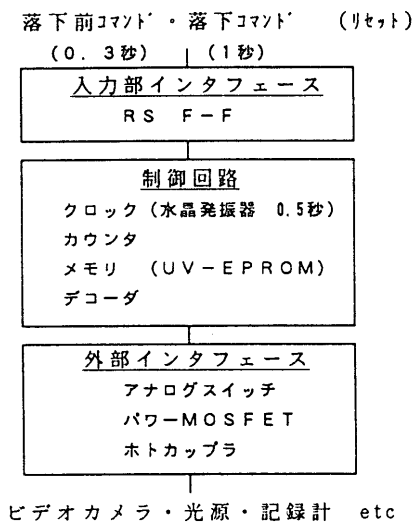 落下前コマンド・落下コマンド (リセット)
(0.3秒) (1秒)
入力部インタフェース
RS F-F
制御回路
クロック(水晶発振器 0.5秒)
カウンタ
メモリ (UV-EPROM)
デコーダ
外部インタフェース
アナログスイッチ
パワーMOSFET
ホトカップラ
ビデオカメラ・光源・記録計 etc